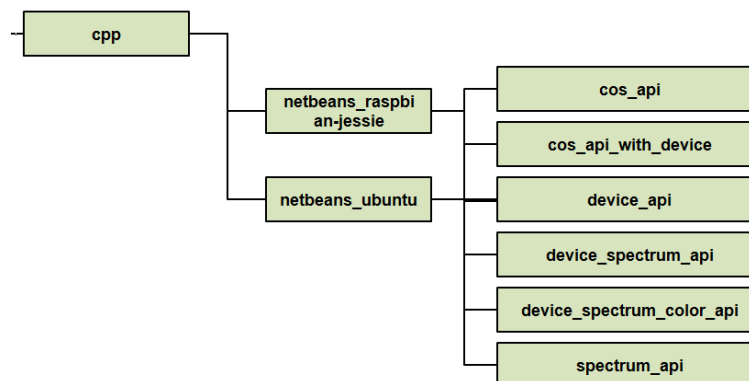 cpp
netbeans_raspbi
an-jessie
netbeans_ubuntu
cos_api
cos_api_with_device
device_api
device_spectrum_api
device_spectrum_color_api
spectrum_api